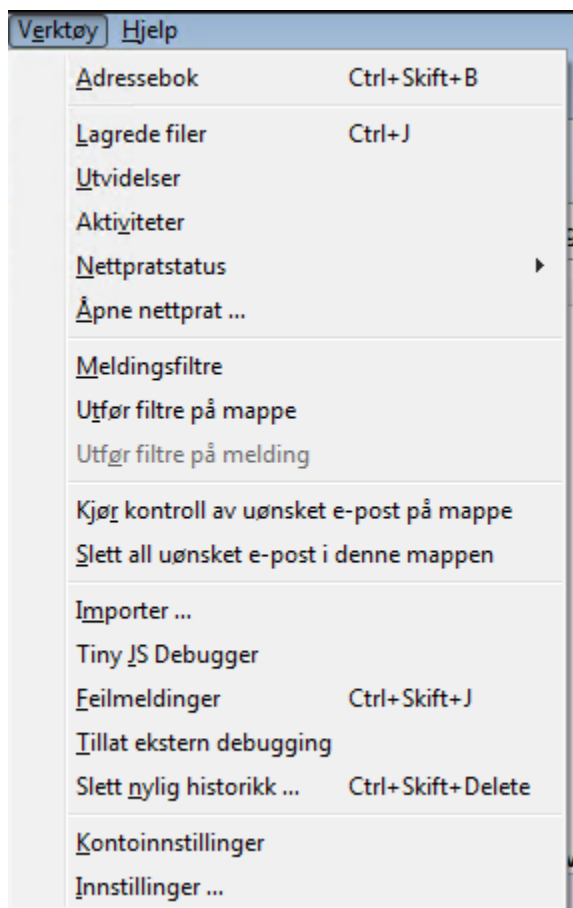 Verktøy Hjelp
Adressebok Ctrl+Skift+B
Lagrede filer Ctrl+J
Utvidelser
Aktiviteter
Nettpratstatus
Åpne nettprat ...
Meldingsfiltre
Utfør filtre på mappe
Utfør filtre på melding
Kjør kontroll av uønsket e-post på mappe
Slett all uønsket e-post i denne mappen
Importer ...
Tiny JS Debugger
Feilmeldinger Ctrl+Skift+J
Tillat ekstern debugging
Slett nylig historikk ... Ctrl+Skift+Delete
Kontoinnstillinger
Innstillinger ...